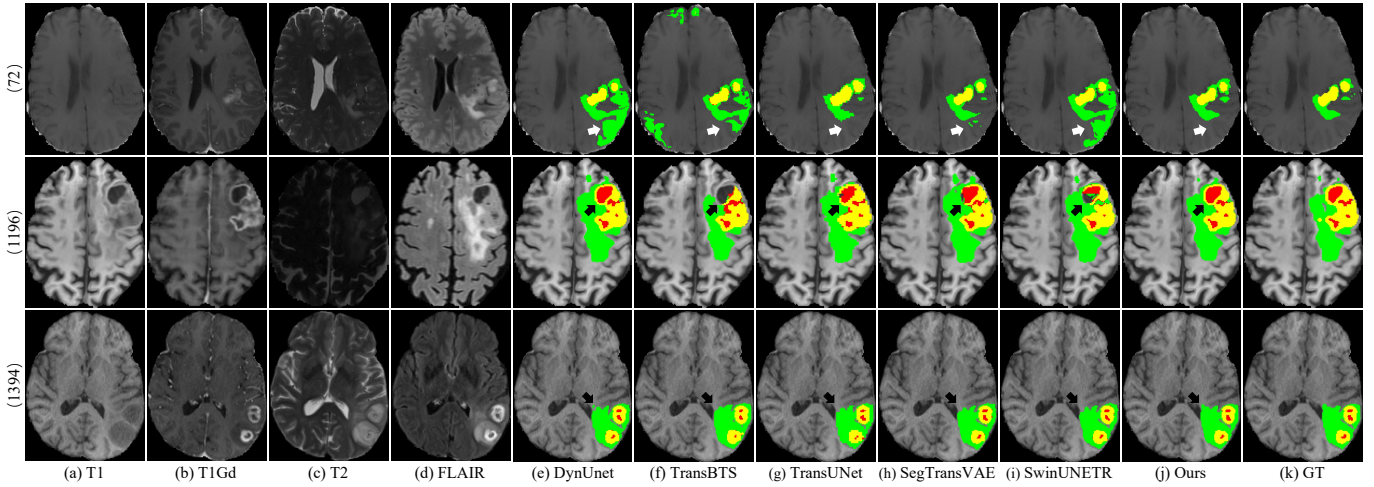 (72)
(1196)
(1394)
(a) T1 (b) T1Gd (c) T2 (d) FLAIR (e) DynUnet (f) TransBTS (g) TransUNet (h) SegTransVAE (i) SwinUNETR (j) Ours (k) GT